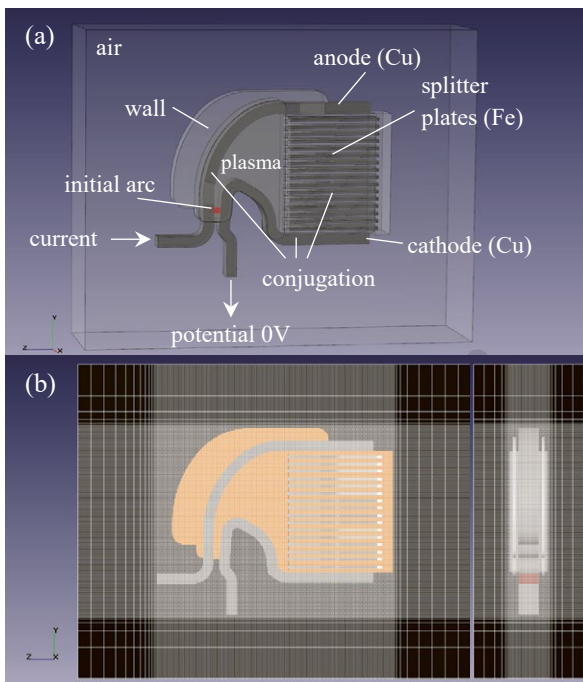 (a)
air
anode (Cu)
splitter
plates (Fe)
wall
plasma
initial arc
current
cathode (Cu)
conjugation
potential 0V
Y
Z
X
(b)
Y
Z
X